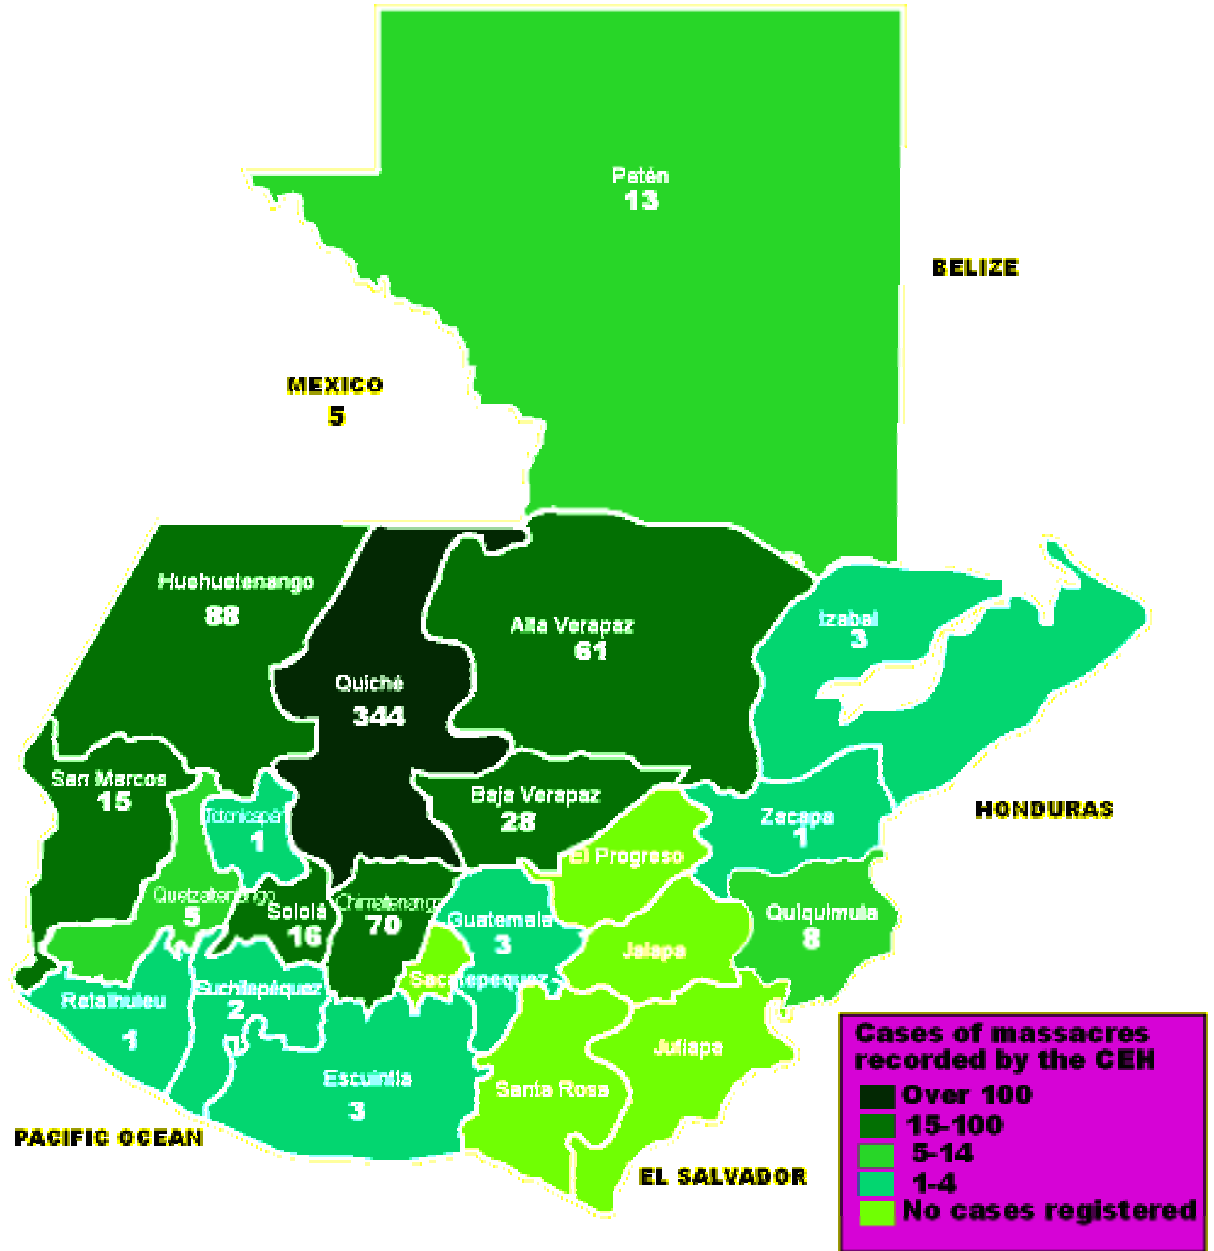 Petén
13
BELIZE
MEXICO
5
Huehuetenango
88
Alta Verapaz
61
Izabal
3
Quiché
344
San Marcos
15
Baja Verapaz
28
Totonicapán
1
Zacapa
1
HONDURAS
El Progreso
Quetzaltenango
5
Sololá
16
Chimaltenango
70
Guatemala
3
Quiquimula
8
Jalapa
Sacatepequez
Retalhuleu
1
Suchitepéquez
2
Jutiapa
Escuintla
3
Santa Rosa
PACIFIC OCEAN
EL SALVADOR
Cases of massacres
recorded by the CEH
Over 100
15-100
5-14
1-4
No cases registered